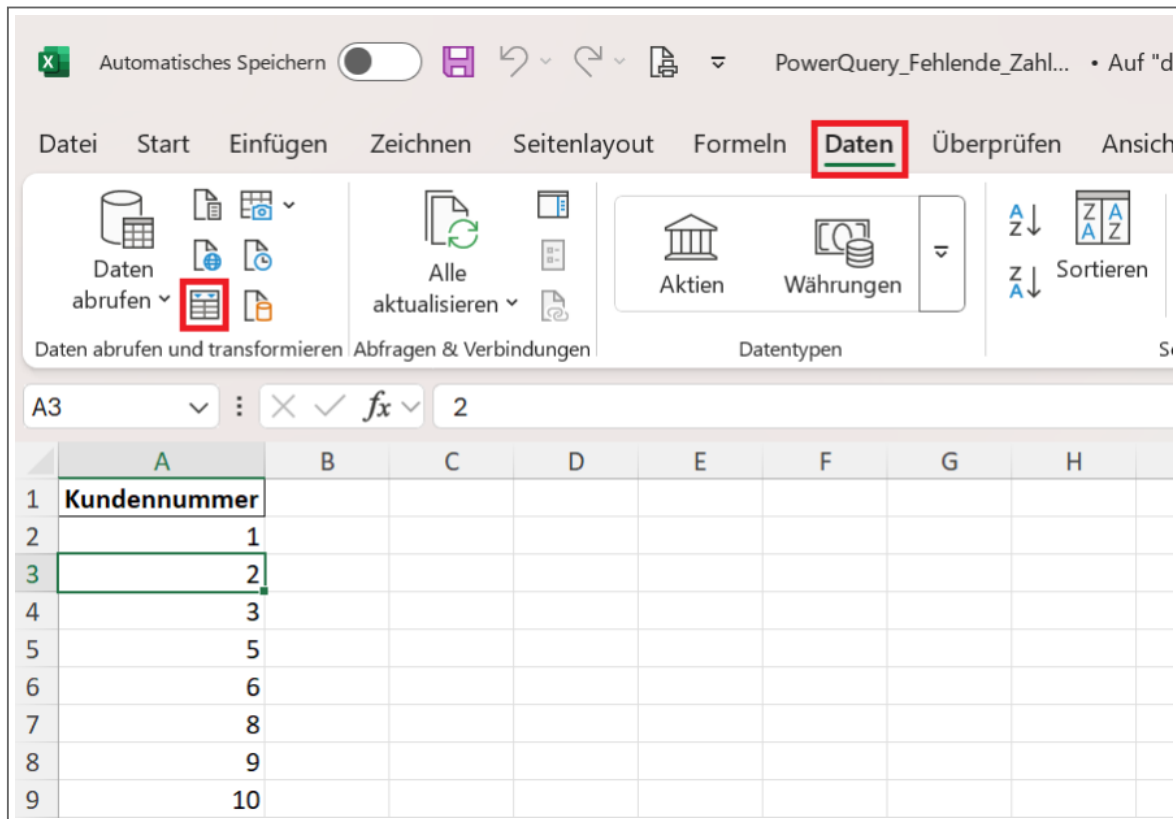 Automatisches Speichern PowerQuery_Fehlende_Zahl... • Auf "d
Datei Start Einfügen Zeichnen Seitenlayout Formeln Daten Überprüfen Ansich
Daten
abrufen
Alle
aktualisieren
Aktien Währungen
Sortieren
Daten abrufen und transformieren Abfragen & Verbindungen Datentypen
A3 fx 2
A B C D E F G H
1 Kundennummer
2 1
3 2
4 3
5 5
6 6
7 8
8 9
9 10